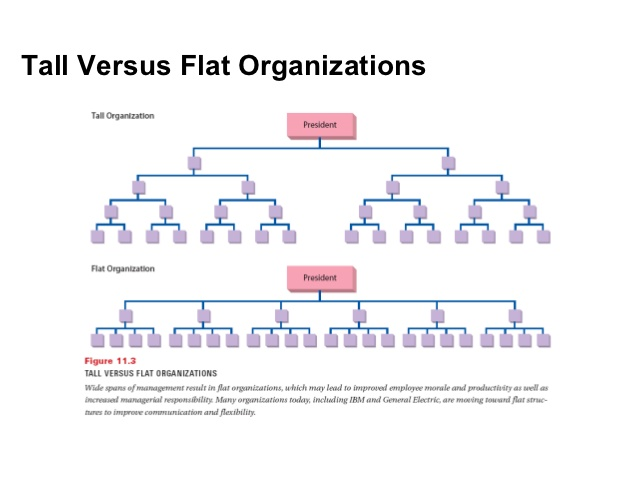 Tall Versus Flat Organizations
Tall Organization
President
Flat Organization
President
Figure 11.3
TALL VERSUS FLAT ORGANIZATIONS
Wide spans of management result in flat organizations, which may lead to improved employee morale and productivity as well as
increased managerial responsibility. Many organizations today, including IBM and General Electric, are moving toward flat struc-
tures to improve communication and flexibility.